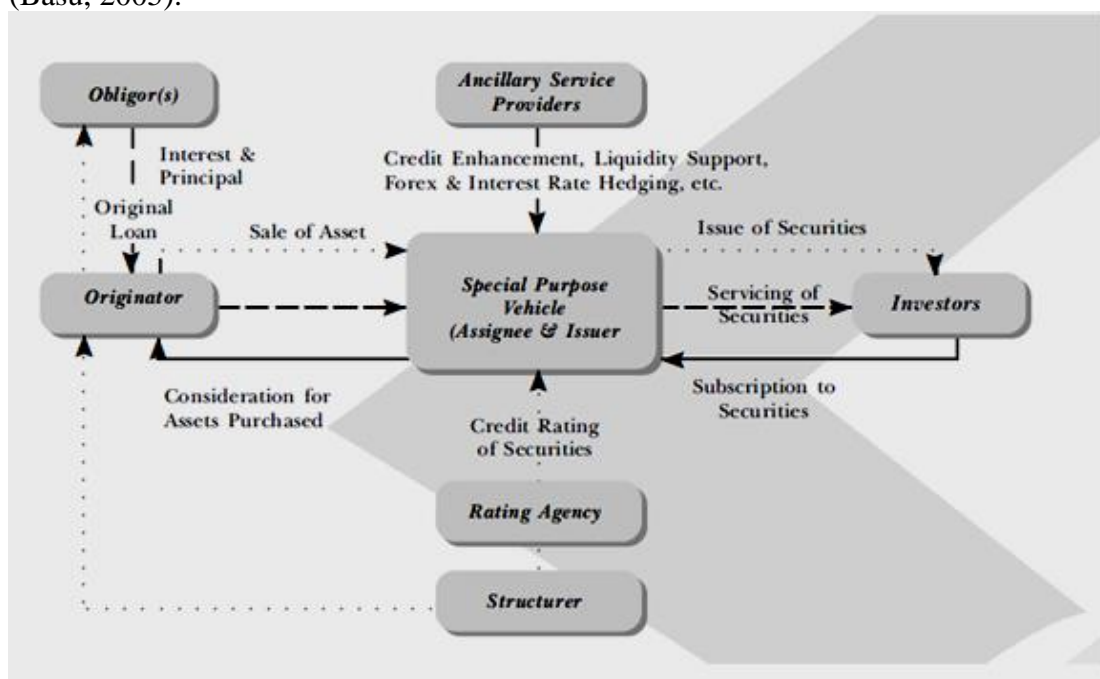 (Basu, 2005).
Obligor(s)
Ancillary Service
Providers
Interest &
Principal
Credit Enhancement, Liquidity Support,
Forex & Interest Rate Hedging, etc.
Original
Loan
Sale of Asset
Issue of Securities
Originator
Special Purpose
Vehicle
(Assignee & Issuer
Servicing of
Securities
Investors
Consideration for
Assets Purchased
Subscription to
Securities
Credit Rating
of Securities
Rating Agency
Structurer